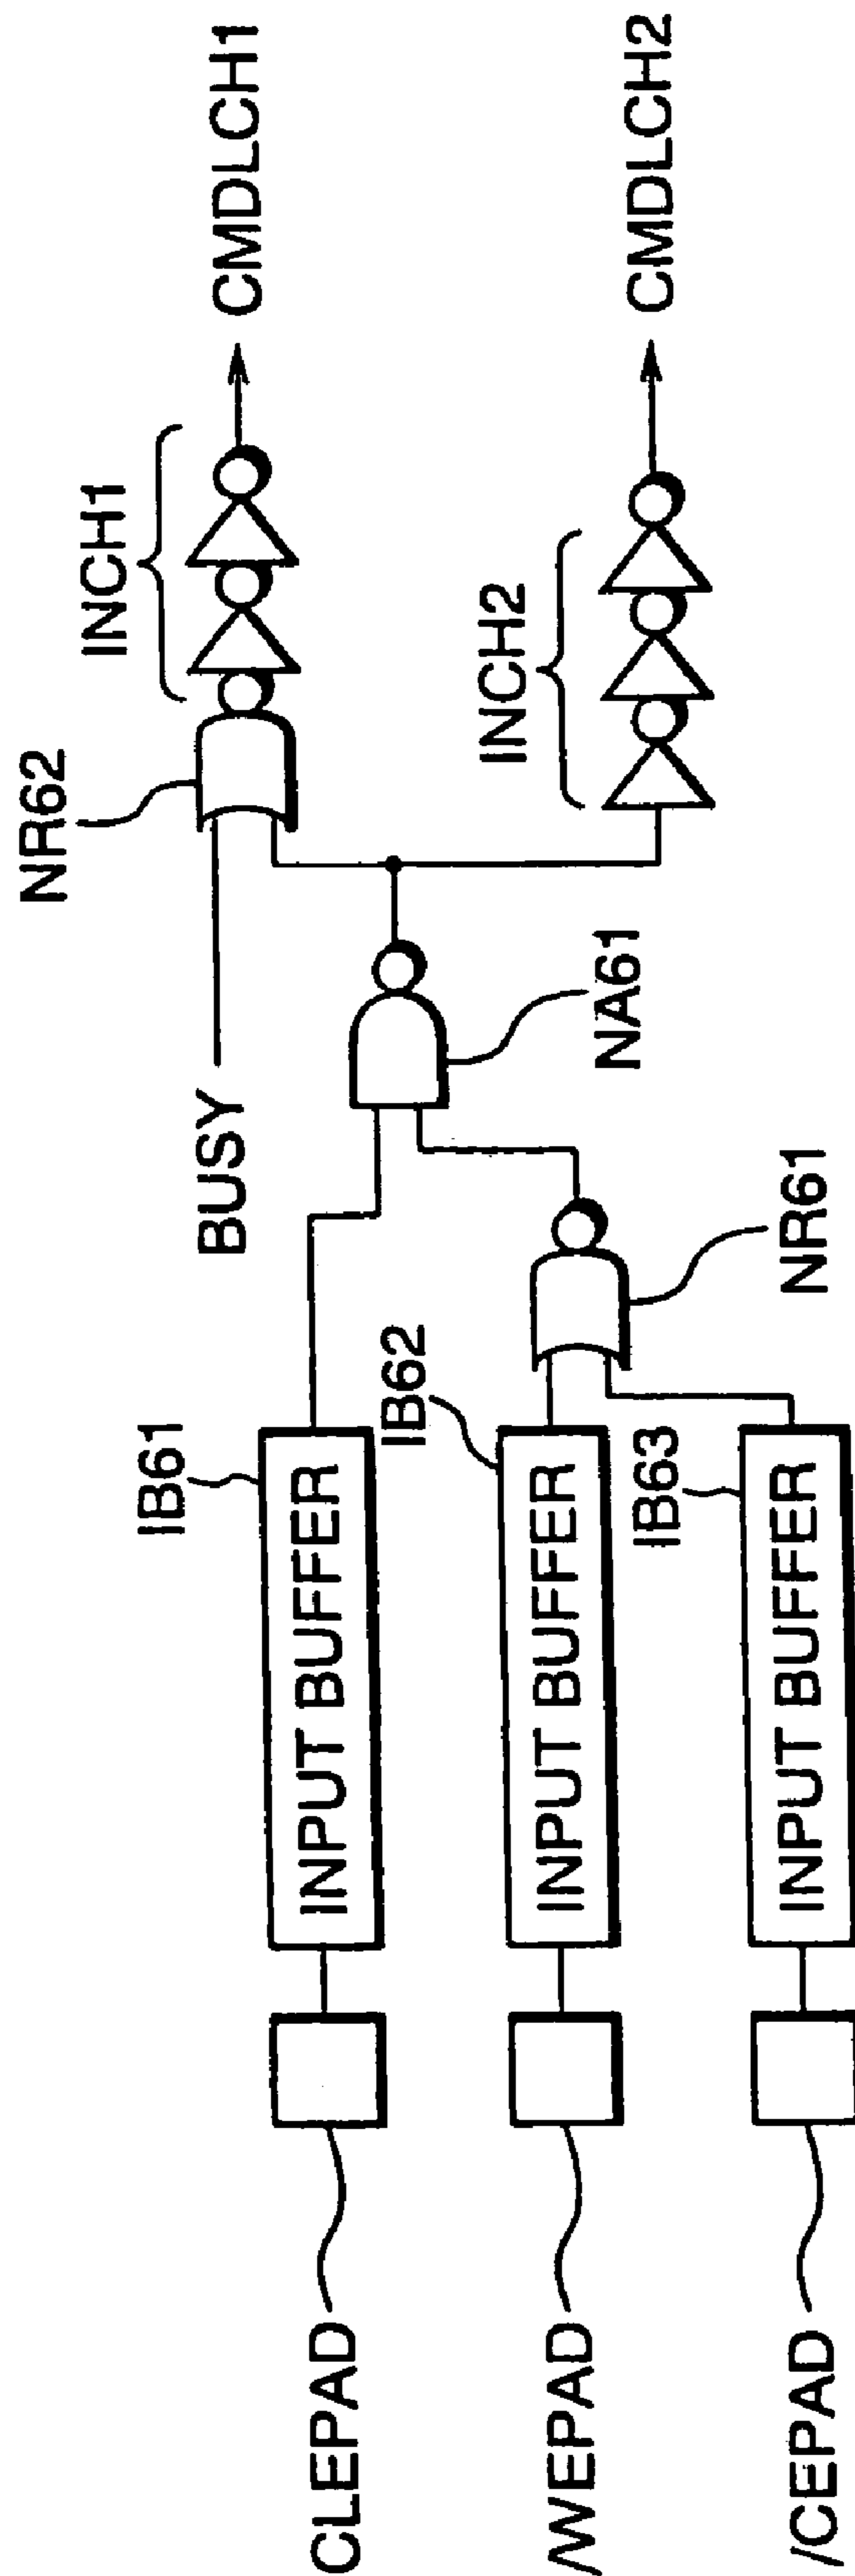 CLEPAD
INPUT BUFFER
IB61
BUSY
NR62
INCH1
CMDLCH1
/WEPAD
INPUT BUFFER
IB62
NA61
INCH2
CMDLCH2
/CEPAD
INPUT BUFFER
IB63
NR61